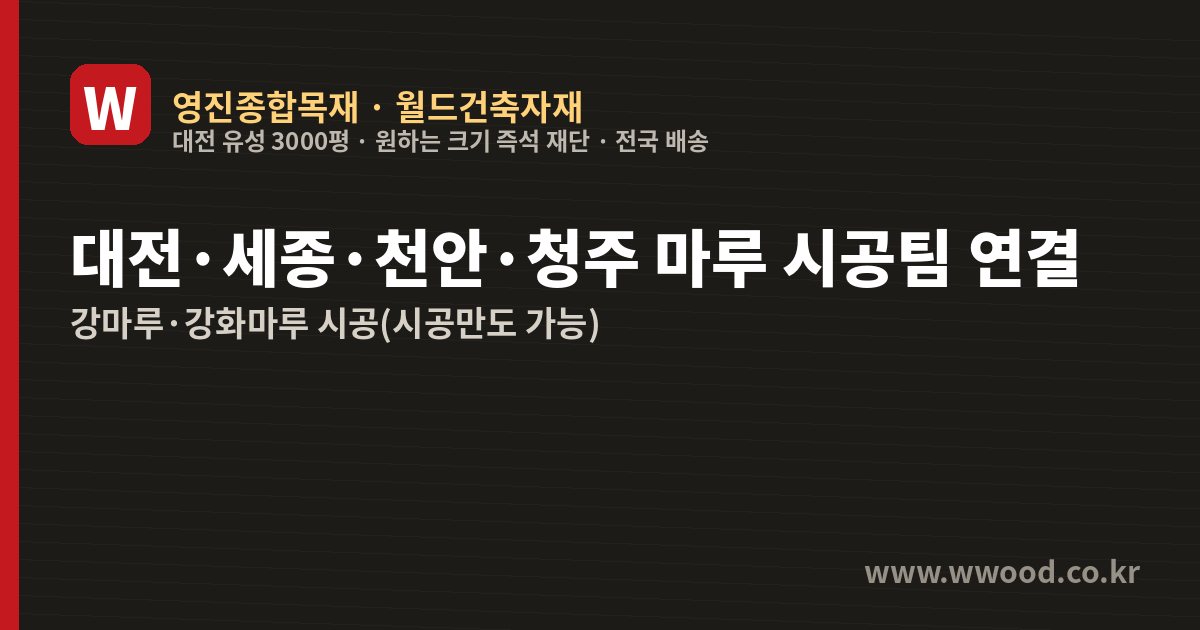 W
영진종합목재 · 월드건축자재
대전 유성 3000평 · 원하는 크기 즉석 재단 · 전국 배송
대전·세종·천안·청주 마루 시공팀 연결
강마루·강화마루 시공(시공만도 가능)
www.wwood.co.kr